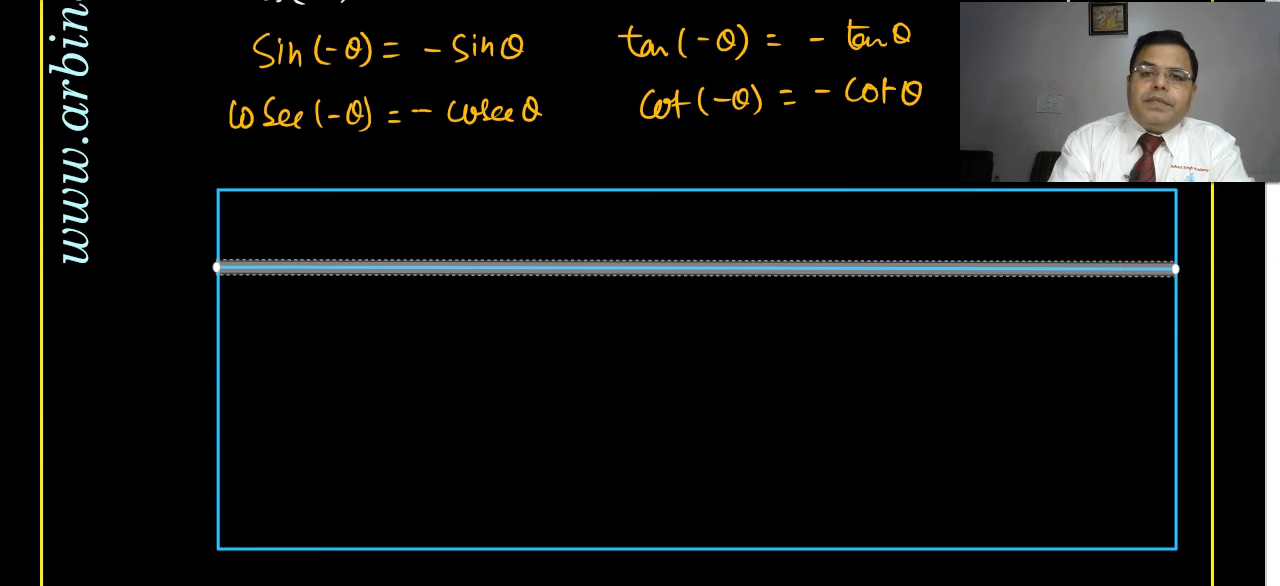 sin(-θ) = - sinθ
tan(-θ) = - tanθ
cosec(-θ) = - cosecθ
cot(-θ) = - cotθ
www.arbin